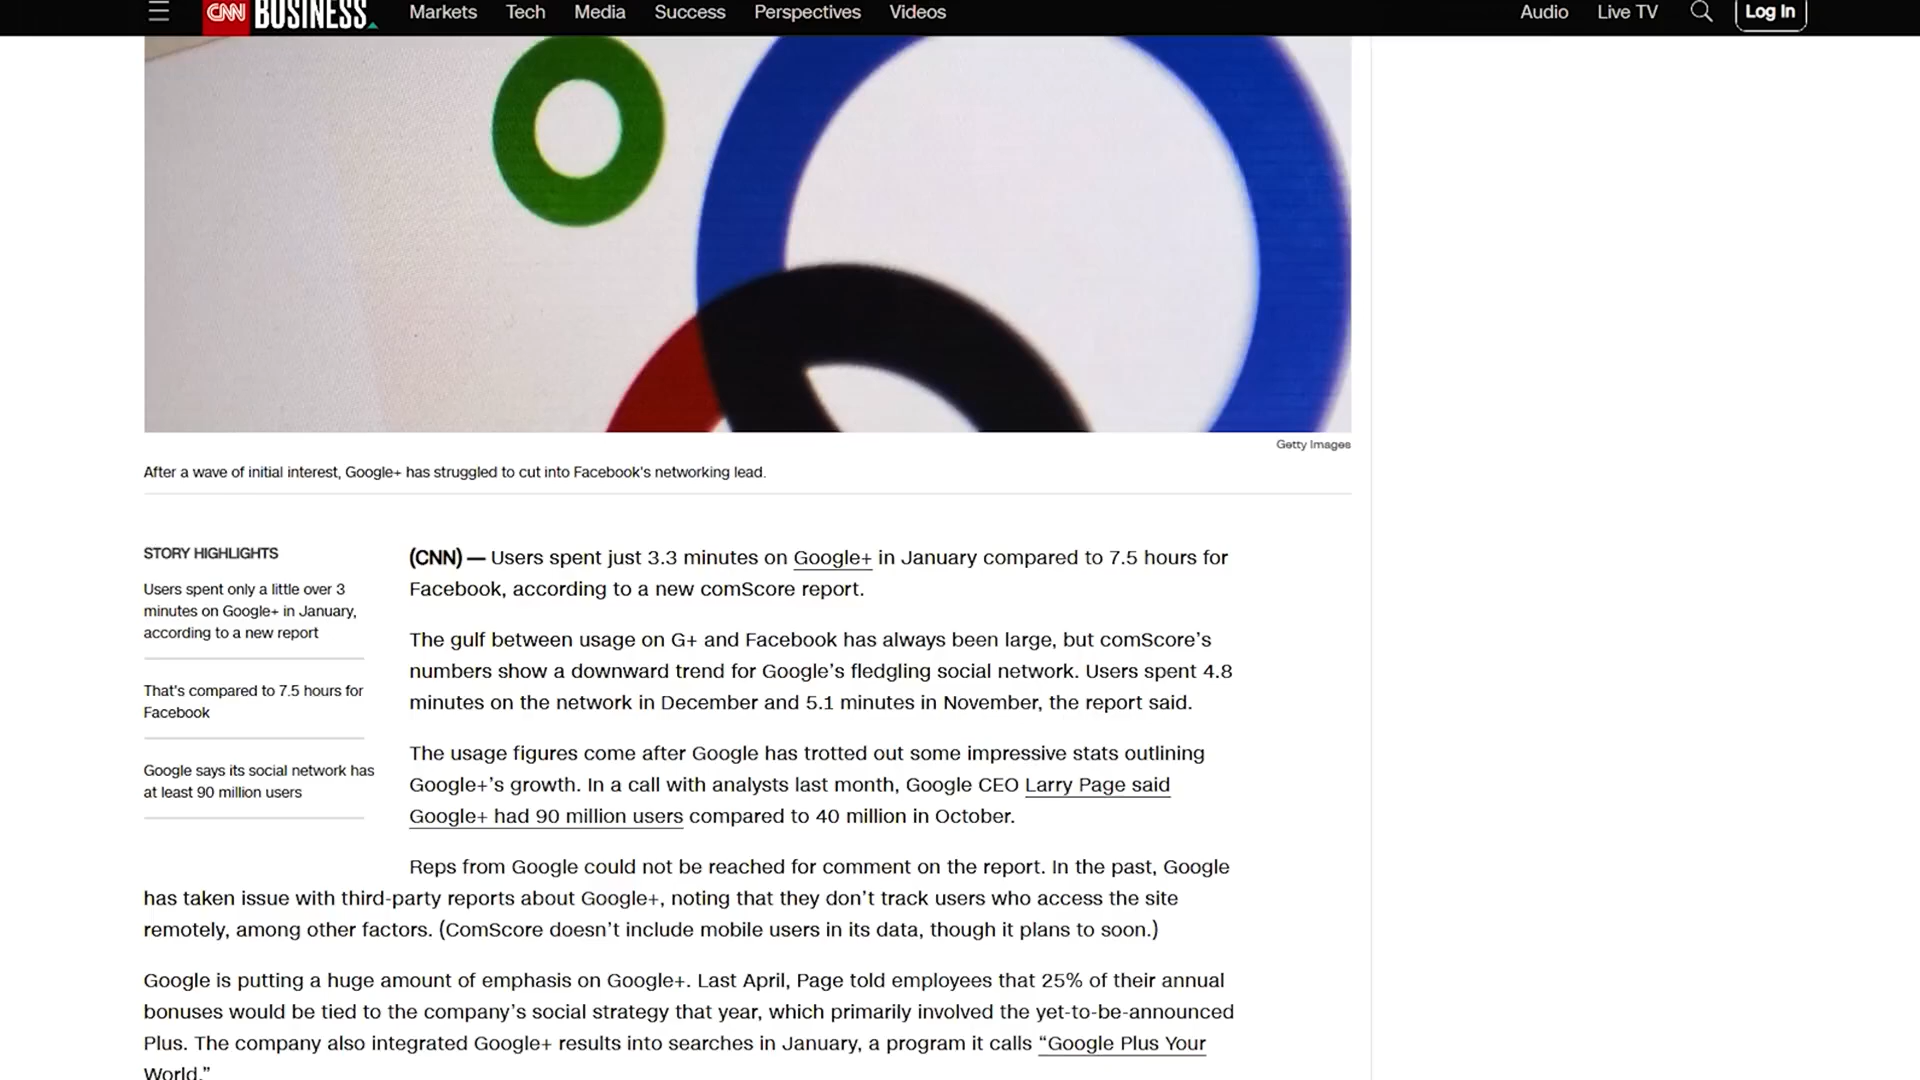 CNN BUSINESS Markets Tech Media Success Perspectives Videos Audio Live TV Log In
Getty Images
After a wave of initial interest, Google+ has struggled to cut into Facebook's networking lead.
STORY HIGHLIGHTS
Users spent only a little over 3
minutes on Google+ in January,
according to a new report
That's compared to 7.5 hours for
Facebook
Google says its social network has
at least 90 million users
(CNN) — Users spent just 3.3 minutes on Google+ in January compared to 7.5 hours for
Facebook, according to a new comScore report.
The gulf between usage on G+ and Facebook has always been large, but comScore’s
numbers show a downward trend for Google’s fledgling social network. Users spent 4.8
minutes on the network in December and 5.1 minutes in November, the report said.
The usage figures come after Google has trotted out some impressive stats outlining
Google+’s growth. In a call with analysts last month, Google CEO Larry Page said
Google+ had 90 million users compared to 40 million in October.
Reps from Google could not be reached for comment on the report. In the past, Google
has taken issue with third-party reports about Google+, noting that they don’t track users who access the site
remotely, among other factors. (ComScore doesn’t include mobile users in its data, though it plans to soon.)
Google is putting a huge amount of emphasis on Google+. Last April, Page told employees that 25% of their annual
bonuses would be tied to the company’s social strategy that year, which primarily involved the yet-to-be-announced
Plus. The company also integrated Google+ results into searches in January, a program it calls “Google Plus Your
World.”